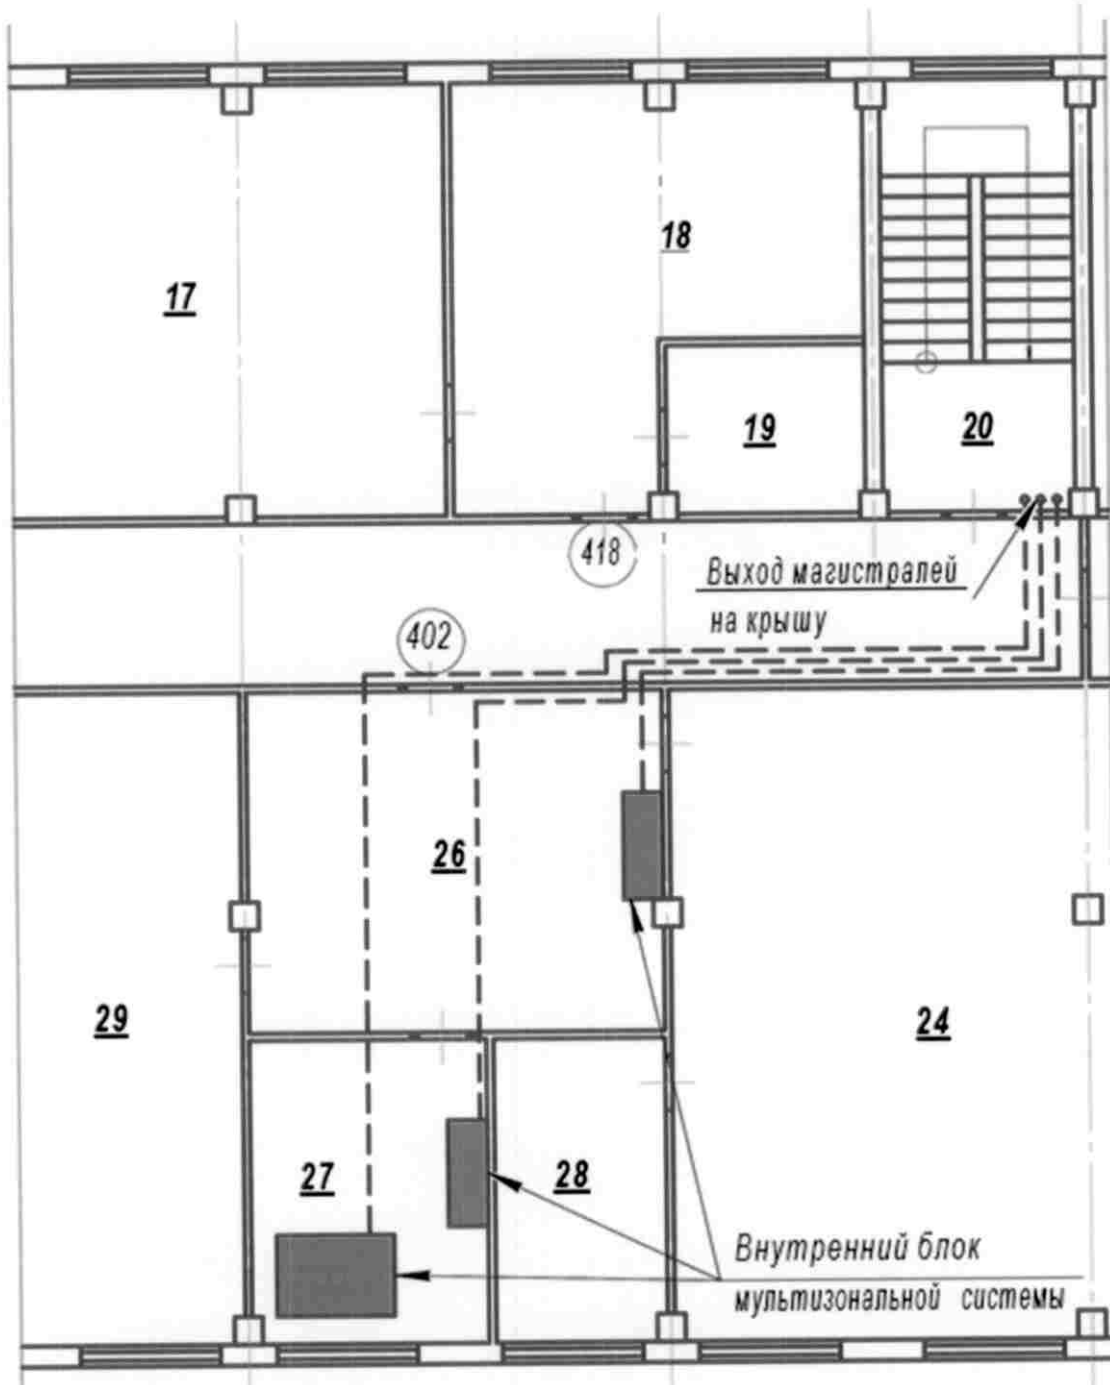 18
17
19
20
418
Выход магистралей
на крышу
402
26
29
24
27
28
Внутренний блок
мультизональной системы